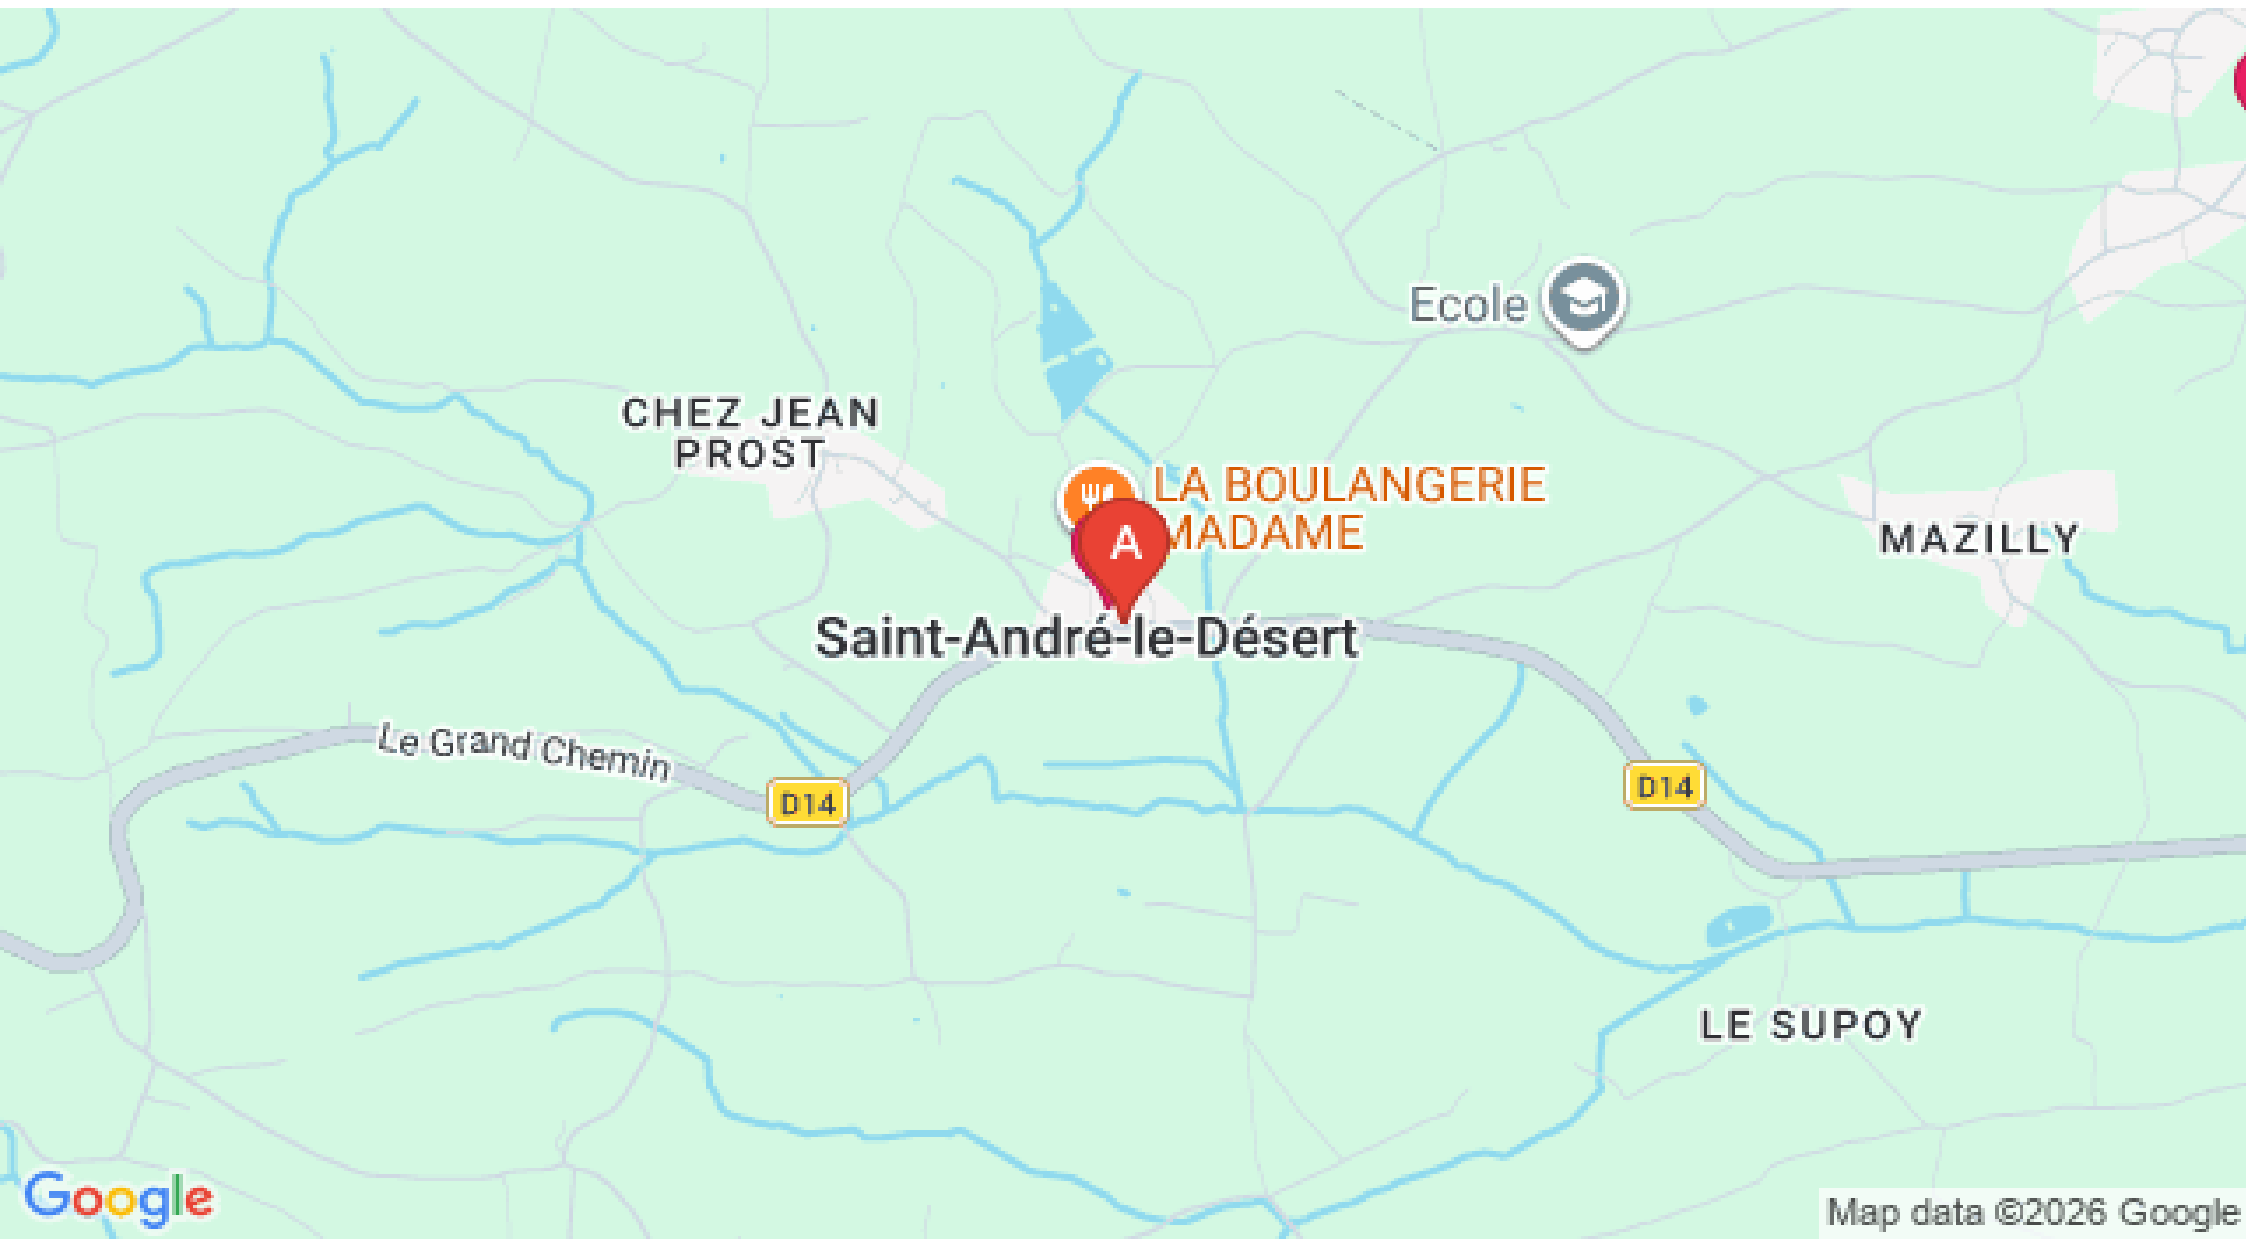 Ecole
CHEZ JEAN
PROST
LA BOULANGERIE
MADAME
A
MAZILLY
Saint-André-le-Désert
Le Grand Chemin
D14
D14
LE SUPOY
Google
Map data ©2026 Google